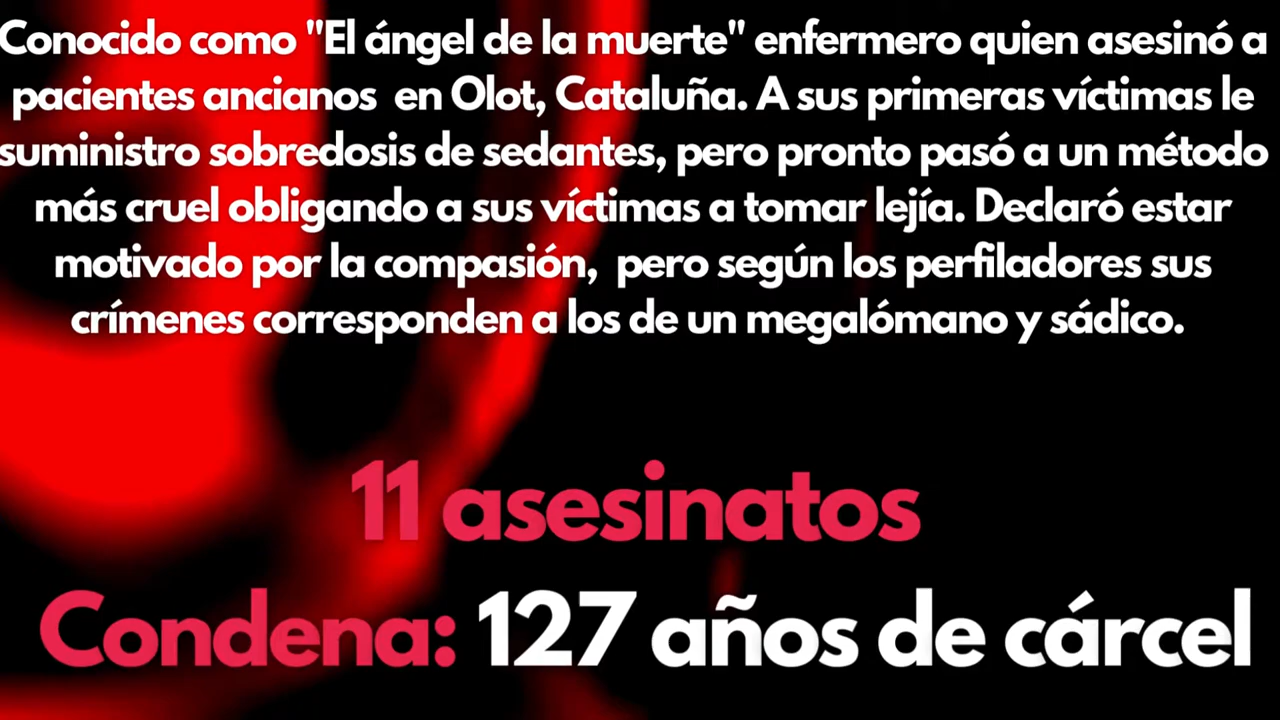 Conocido como "El ángel de la muerte" enfermero quien asesinó a
pacientes ancianos en Olot, Cataluña. A sus primeras víctimas le
suministro sobredosis de sedantes, pero pronto pasó a un método
más cruel obligando a sus víctimas a tomar lejía. Declaró estar
motivado por la compasión, pero según los perfiladores sus
crímenes corresponden a los de un megalómano y sádico.
11 asesinatos
Condena: 127 años de cárcel